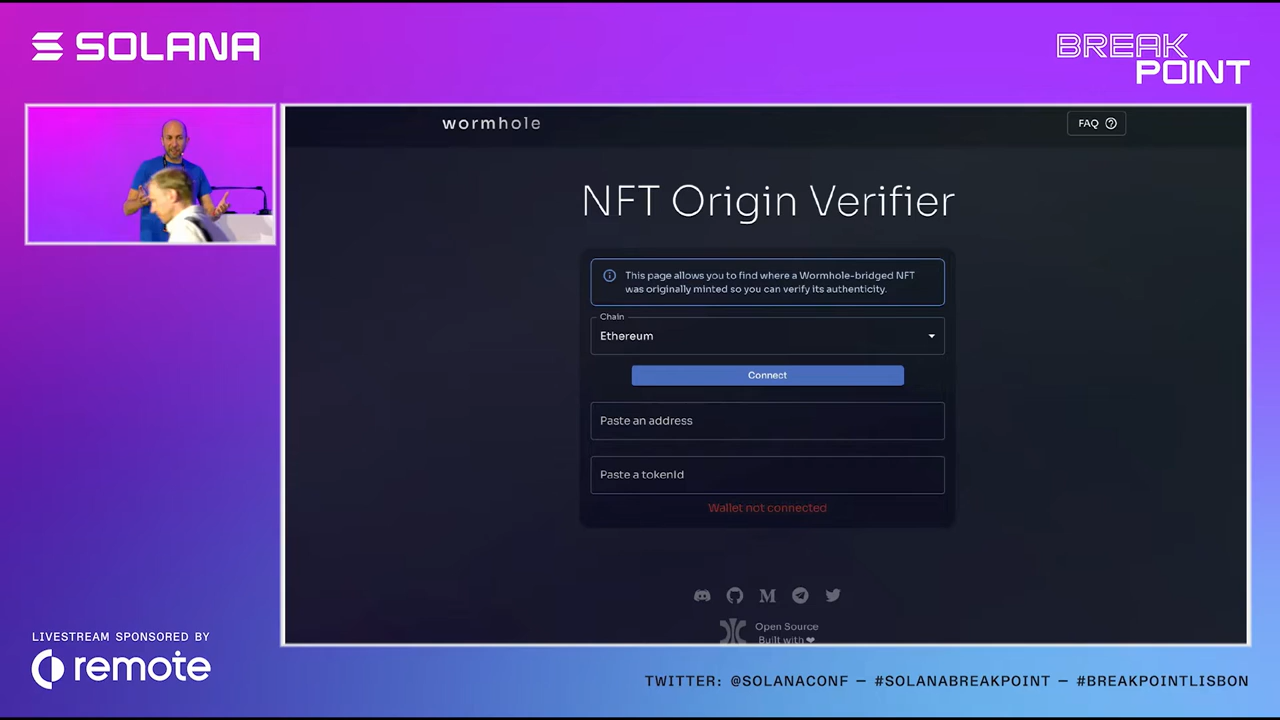 SOLANA
BREAK
POINT
wormhole
FAQ
NFT Origin Verifier
This page allows you to find where a Wormhole-bridged NFT
was originally minted so you can verify its authenticity.
Chain
Ethereum
Connect
Paste an address
Paste a tokenId
Wallet not connected
Open Source
Built with ❤
LIVESTREAM SPONSORED BY
remote
TWITTER: @SOLANACONF — #SOLANABREAKPOINT — #BREAKPOINTLISBON